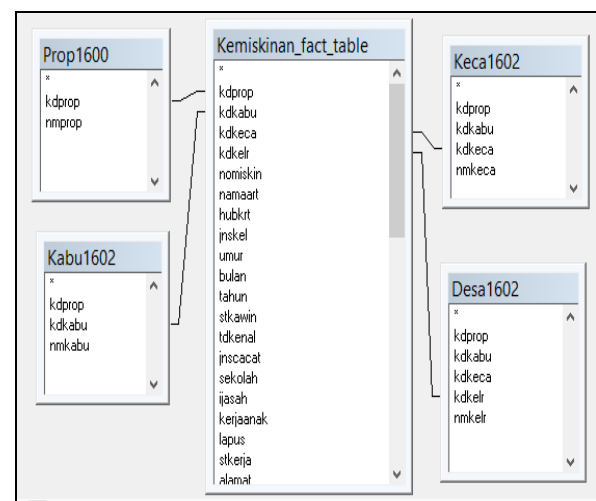 Prop1600
*
kdprop
nmprop
Kabu1602
*
kdprop
kdkabu
nmkabu
Kemiskinan_fact_table
*
kdprop
kdkabu
kdkeca
kdkelr
nomiskin
namaart
hubkrt
jnskel
umur
bulan
tahun
stkawin
tdkenal
jnscacat
sekolah
ijasah
kerjaanak
lapus
stkerja
alamat
Keca1602
*
kdprop
kdkabu
kdkeca
nmkeca
Desa1602
*
kdprop
kdkabu
kdkeca
kdkelr
nmkelr